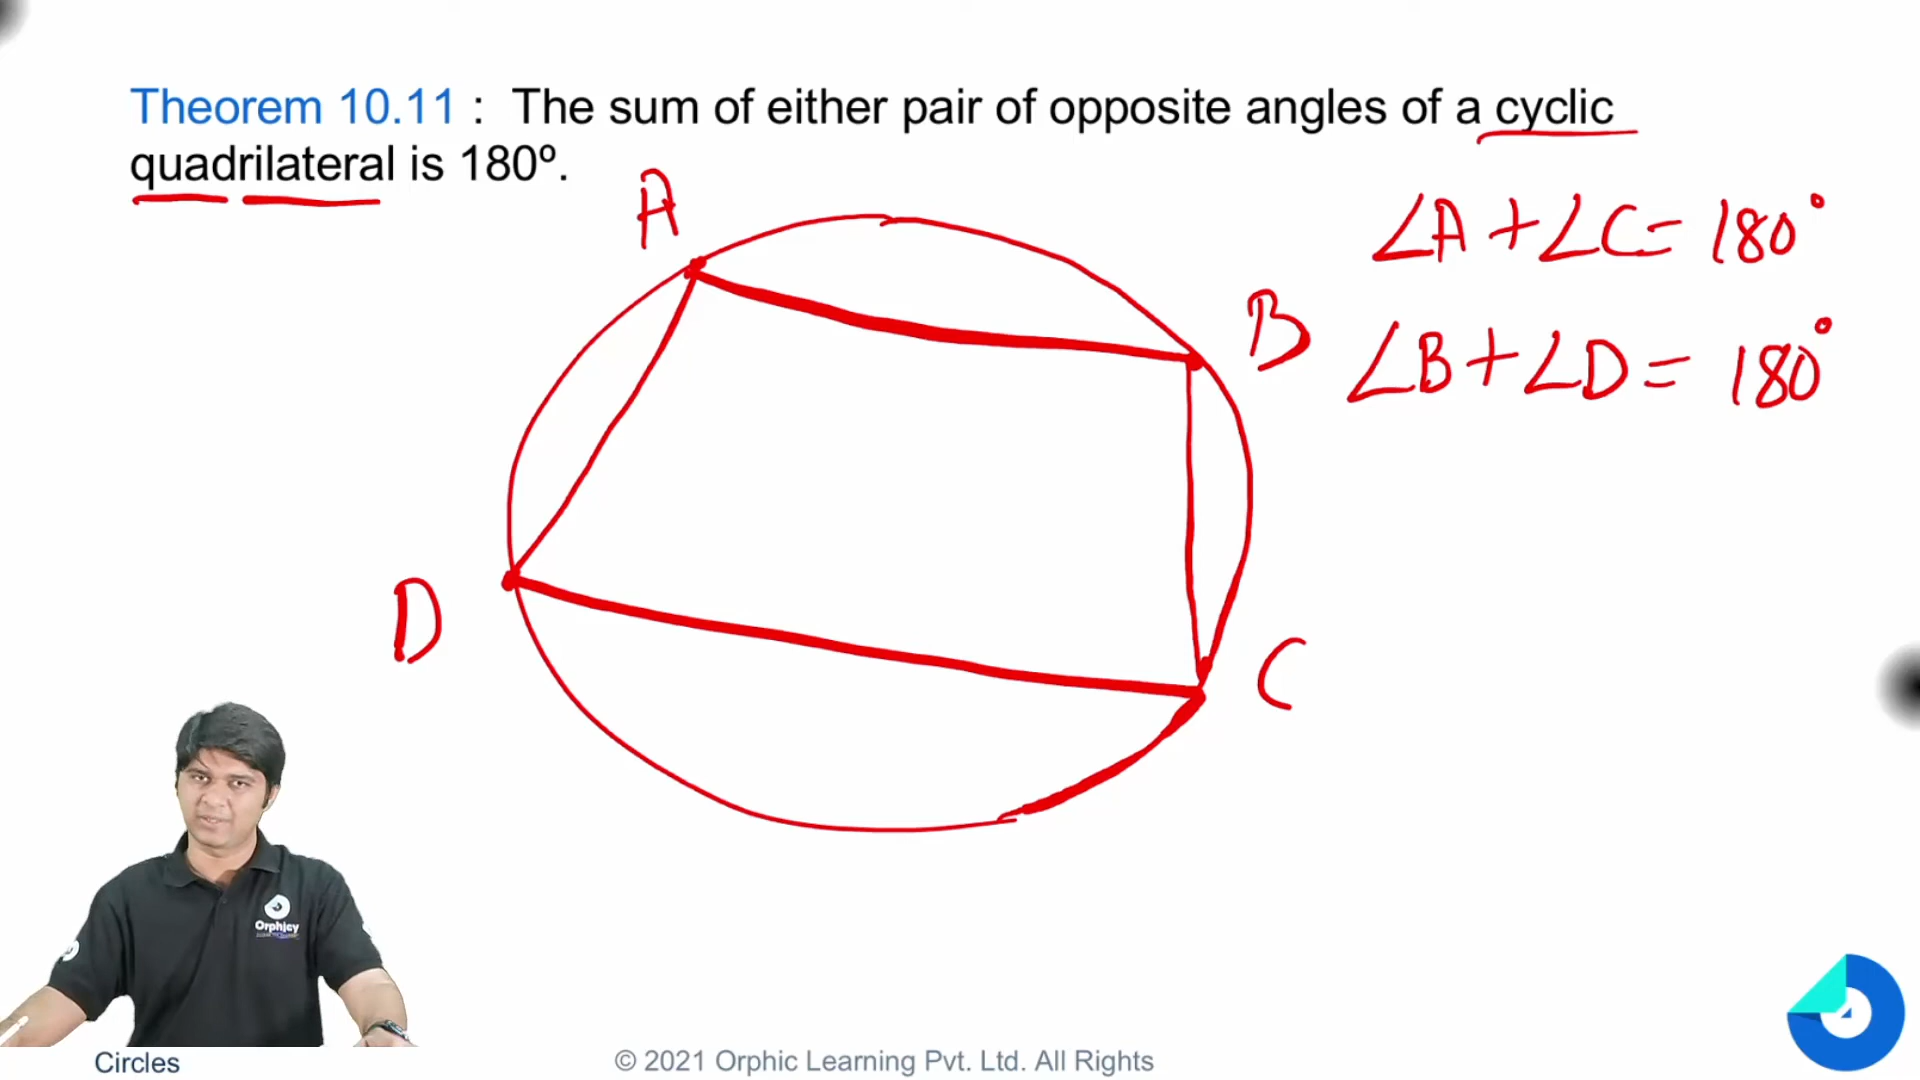 Theorem 10.11 : The sum of either pair of opposite angles of a cyclic
quadrilateral is 180º.
A
∠A + ∠C = 180°
B
∠B + ∠D = 180°
D
C
Orphicy
Circles
© 2021 Orphic Learning Pvt. Ltd. All Rights